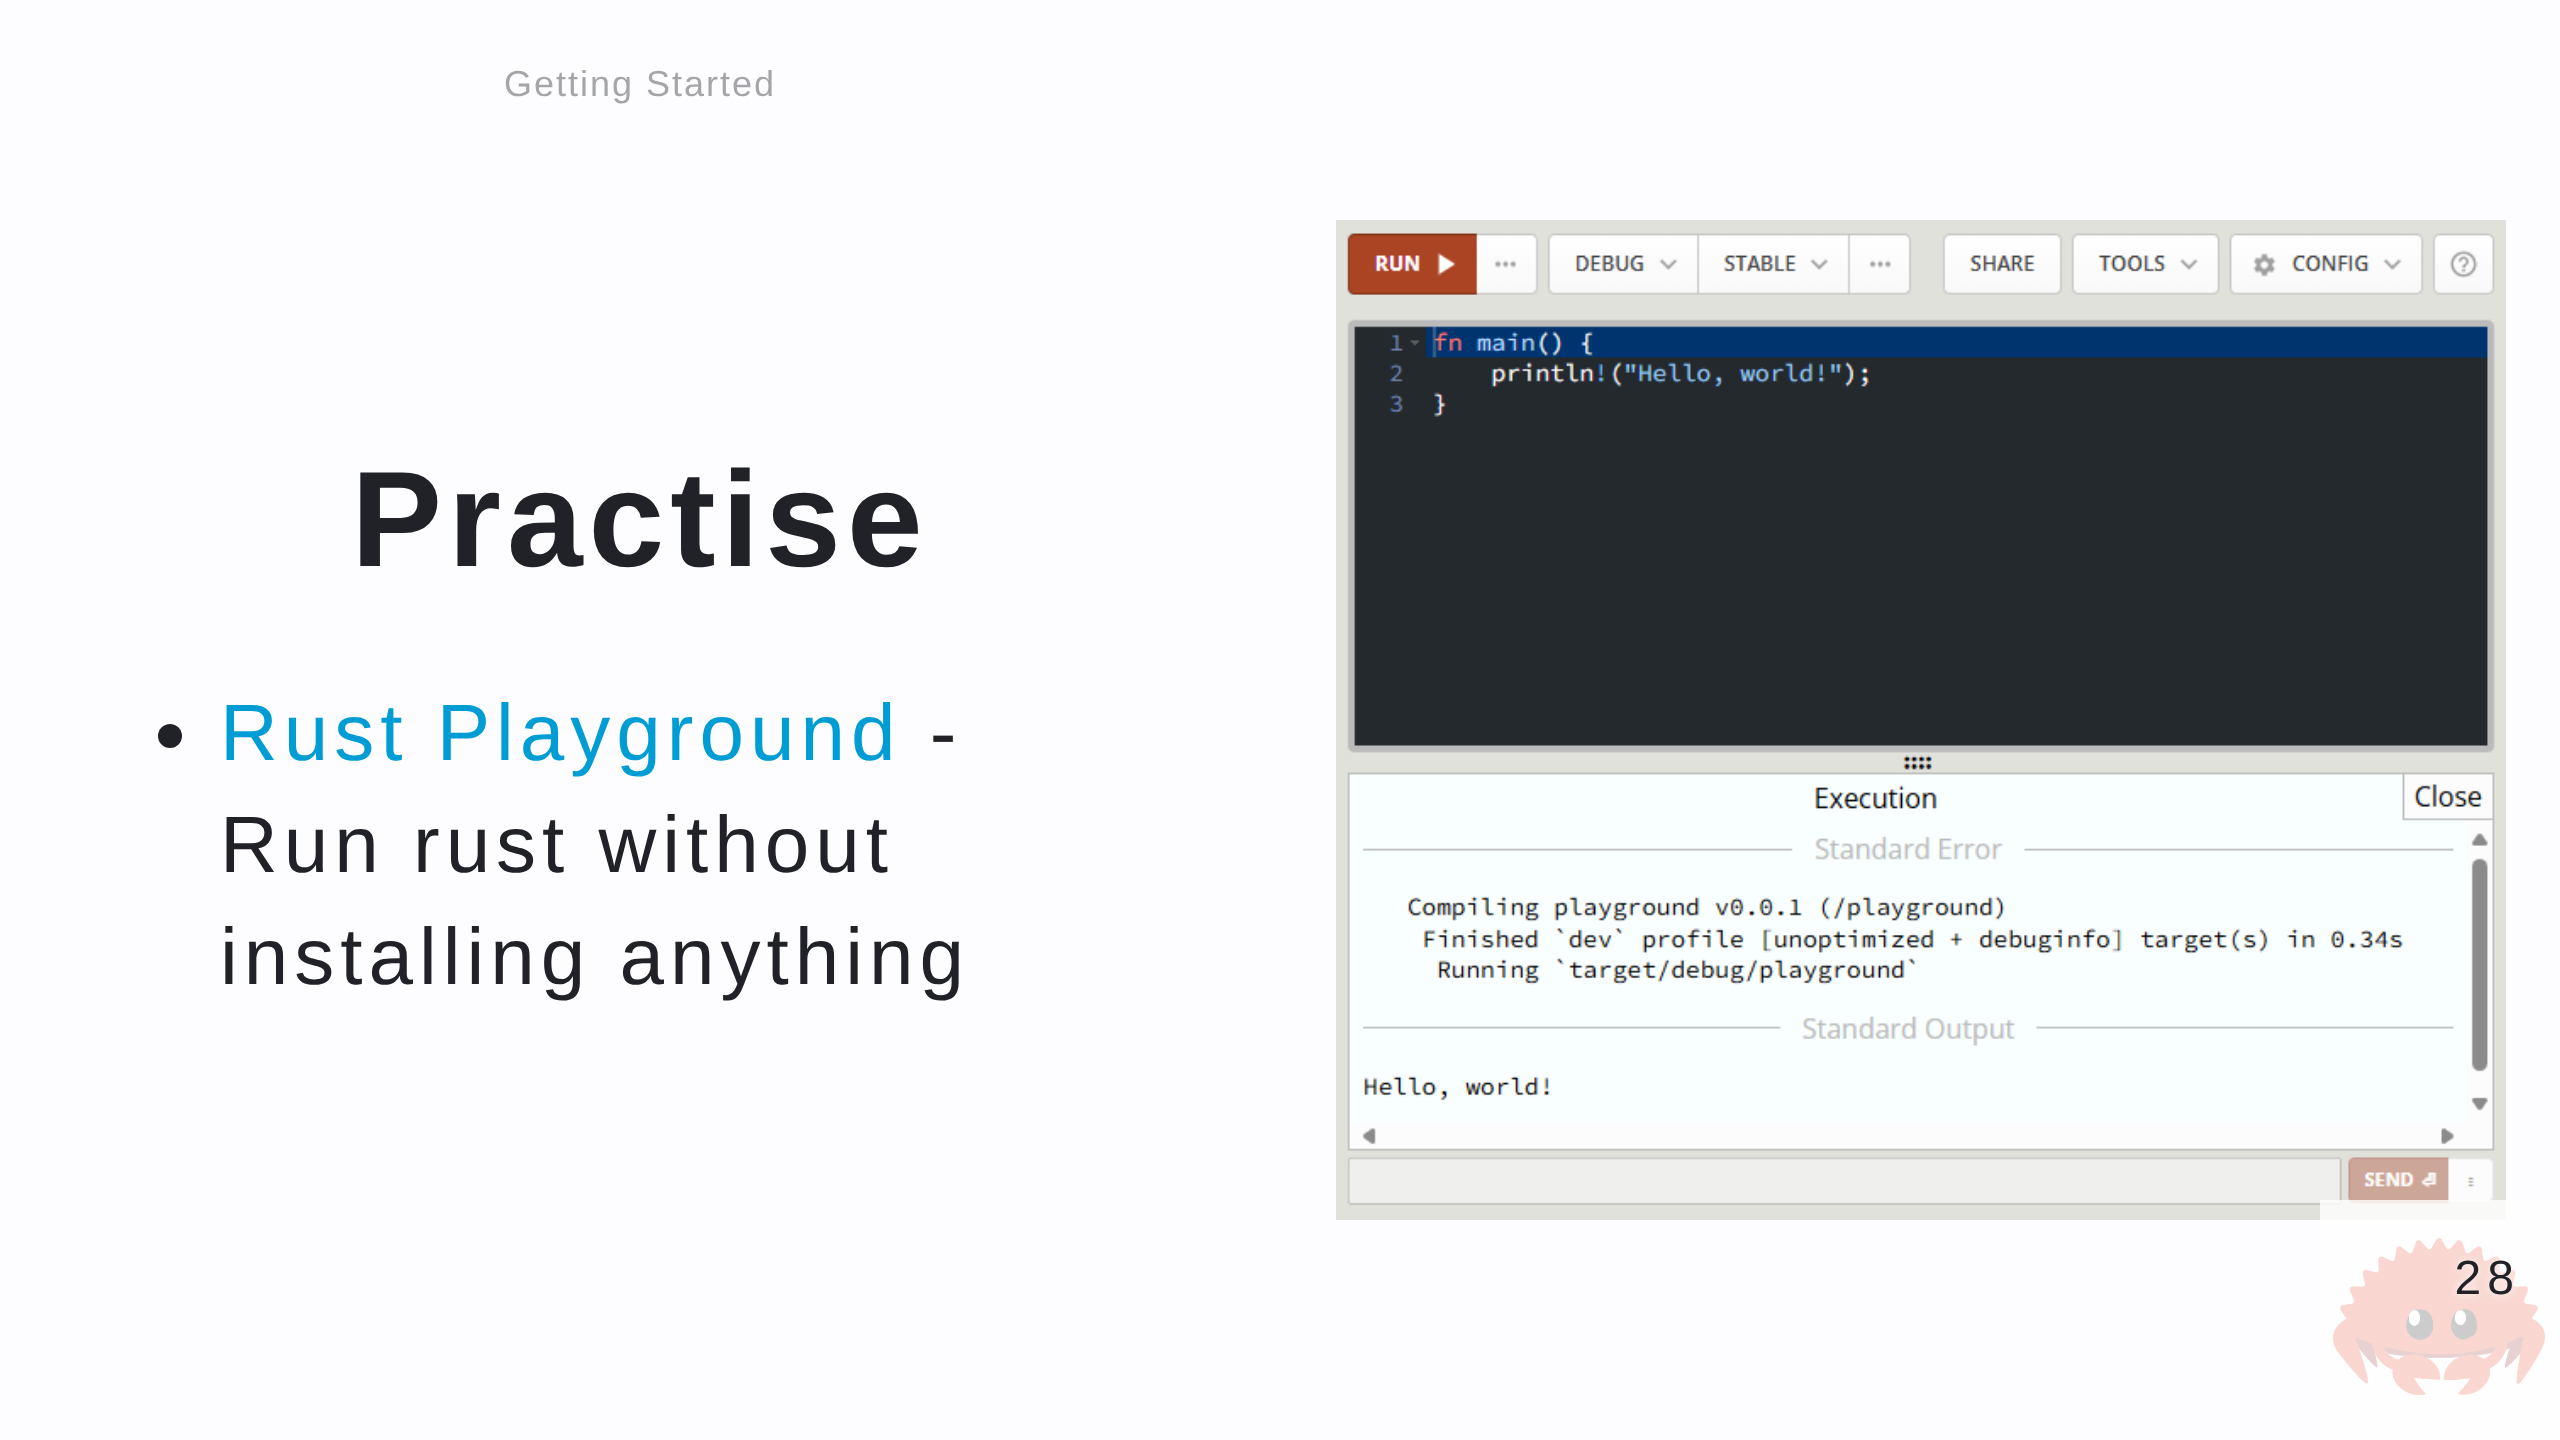 Getting Started
Practise
• Rust Playground -
Run rust without
installing anything
RUN ... DEBUG STABLE ... SHARE TOOLS CONFIG ?
1 fn main() {
2     println!("Hello, world!");
3 }
Execution
Close
Standard Error
   Compiling playground v0.0.1 (/playground)
    Finished `dev` profile [unoptimized + debuginfo] target(s) in 0.34s
     Running `target/debug/playground`
Standard Output
Hello, world!
SEND
28